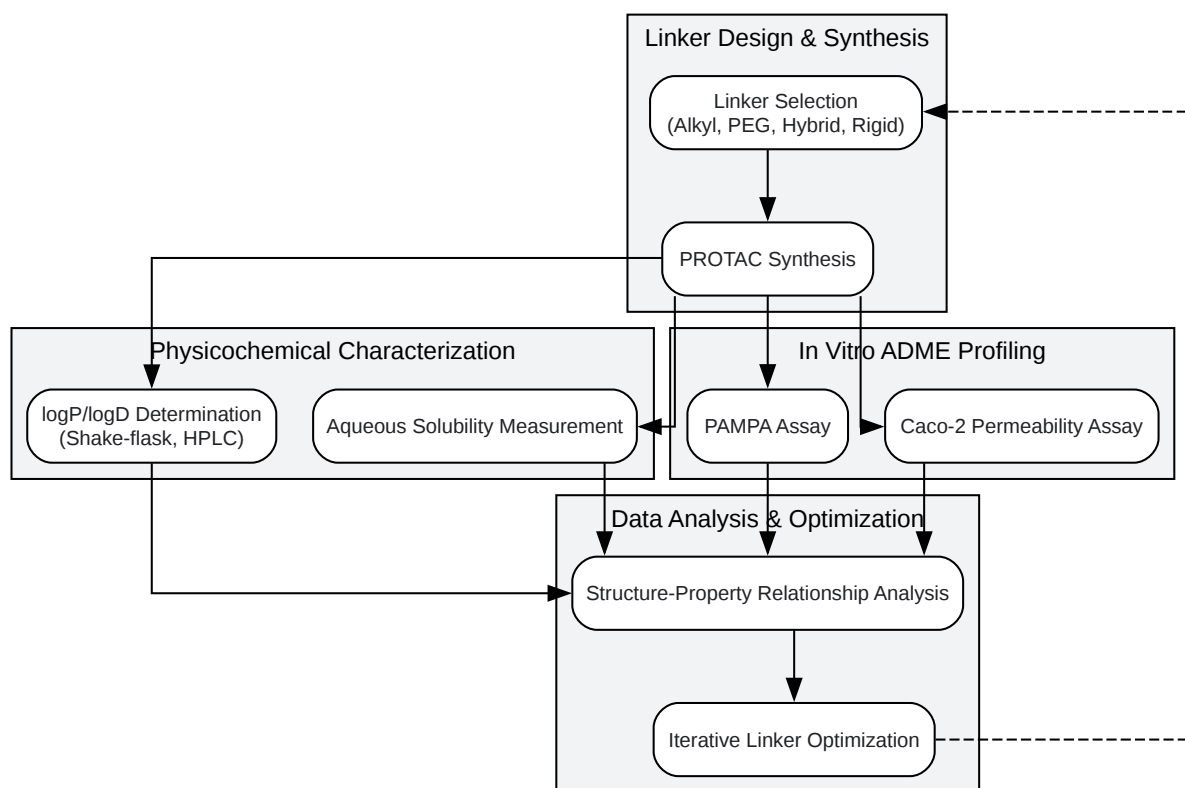 Linker Design & Synthesis
Linker Selection
(Alkyl, PEG, Hybrid, Rigid)
PROTAC Synthesis
Physicochemical Characterization
In Vitro ADME Profiling
logP/logD Determination
(Shake-flask, HPLC)
Aqueous Solubility Measurement
PAMPA Assay
Caco-2 Permeability Assay
Data Analysis & Optimization
Structure-Property Relationship Analysis
Iterative Linker Optimization